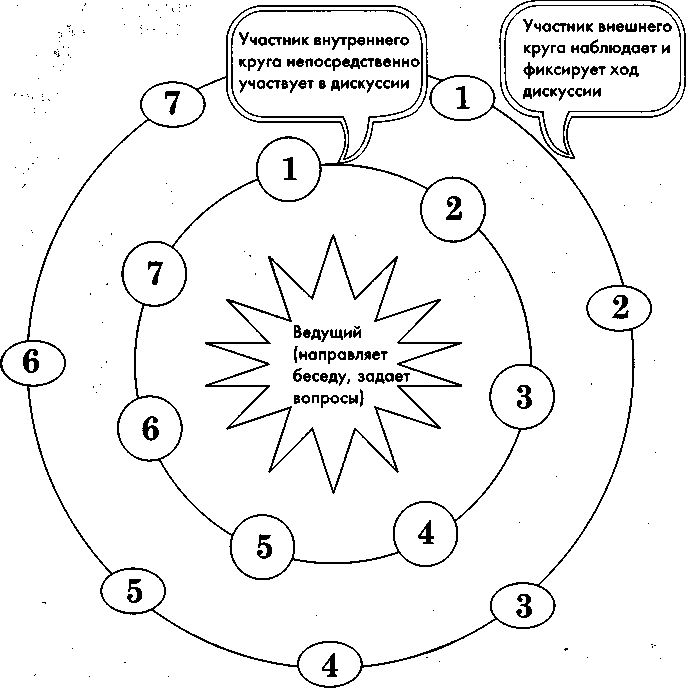 Участник внутреннего
круга непосредственно
участвует в дискуссии
Участник внешнего
круга наблюдает и
фиксирует ход
дискуссии
7
1
1
2
7
2
Ведущий
(направляет
беседу, задает
вопросы)
6
3
6
5
4
5
3
4